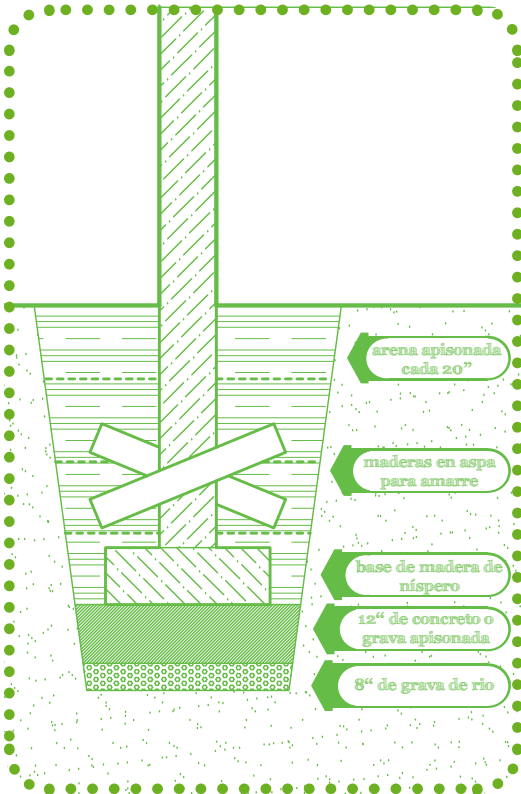 arena apisonada
cada 20”
maderas en aspa
para amarre
base de madera de
níspero
12“ de concreto o
grava apisonada
8“ de grava de rio